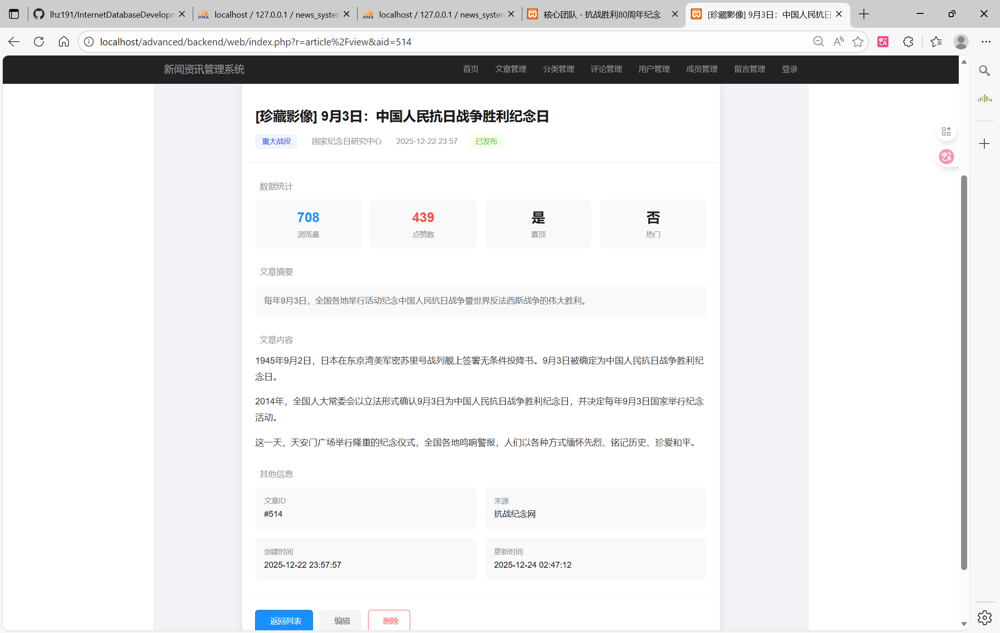 lhz191/InternetDatabaseDevelopm
localhost / 127.0.0.1 / news_system
localhost / 127.0.0.1 / news_system
核心团队 - 抗战胜利80周年纪念
[珍藏影像] 9月3日：中国人民抗日
localhost/advanced/backend/web/index.php?r=article%2Fview&aid=514
新闻资讯管理系统
首页 文章管理 分类管理 评论管理 用户管理 成员管理 留言管理 登录
[珍藏影像] 9月3日：中国人民抗日战争胜利纪念日
重大战役 国家纪念日研究中心 2025-12-22 23:57 已发布
数据统计
708 439 是 否
浏览量 点赞数 置顶 热门
文章摘要
每年9月3日，全国各地举行活动纪念中国人民抗日战争暨世界反法西斯战争的伟大胜利。
文章内容
1945年9月2日，日本在东京湾美军密苏里号战列舰上签署无条件投降书。9月3日被确定为中国人民抗日战争胜利纪
念日。
2014年，全国人大常委会以立法形式确认9月3日为中国人民抗日战争胜利纪念日，并决定每年9月3日国家举行纪念
活动。
这一天，天安门广场举行隆重的纪念仪式，全国各地鸣响警报，人们以各种方式缅怀先烈、铭记历史、珍爱和平。
其他信息
文章ID 来源
#514 抗战纪念网
创建时间 更新时间
2025-12-22 23:57:57 2025-12-24 02:47:12
返回列表 编辑 删除